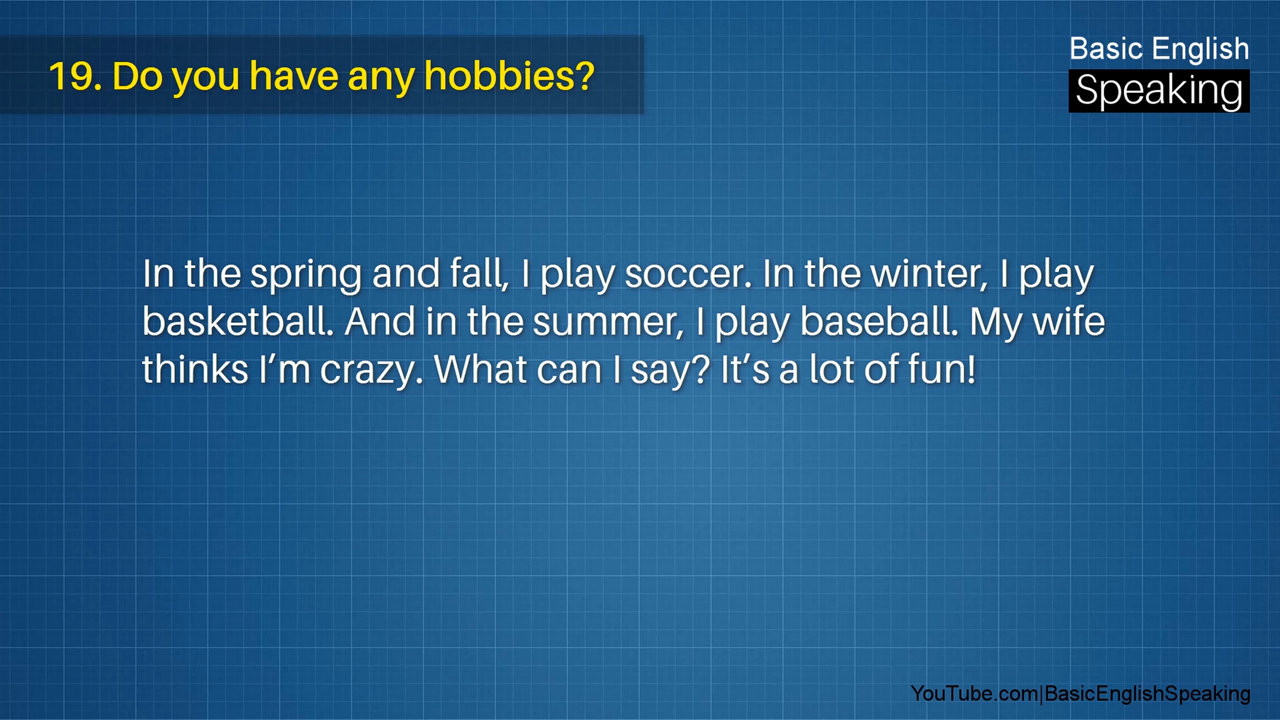 19. Do you have any hobbies?
Basic English
Speaking
In the spring and fall, I play soccer. In the winter, I play
basketball. And in the summer, I play baseball. My wife
thinks I’m crazy. What can I say? It’s a lot of fun!
YouTube.com|BasicEnglishSpeaking